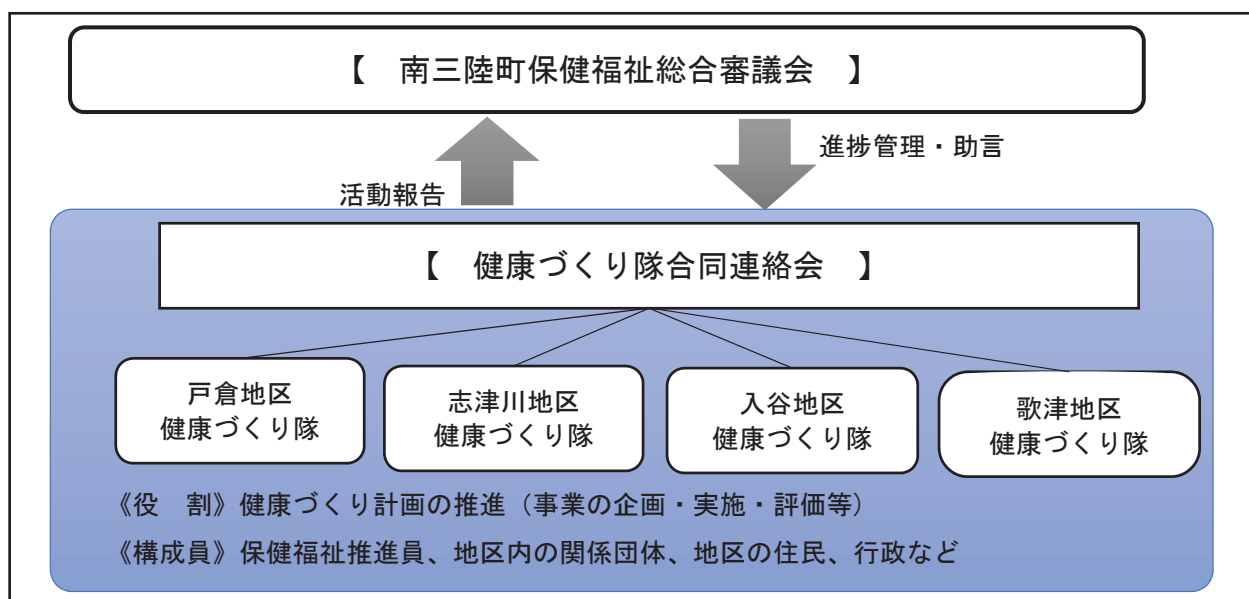 【　南三陸町保健福祉総合審議会　】
進捗管理・助言
活動報告
【　健康づくり隊合同連絡会　】
戸倉地区
健康づくり隊
志津川地区
健康づくり隊
入谷地区
健康づくり隊
歌津地区
健康づくり隊
《役　割》健康づくり計画の推進（事業の企画・実施・評価等）
《構成員》保健福祉推進員、地区内の関係団体、地区の住民、行政など